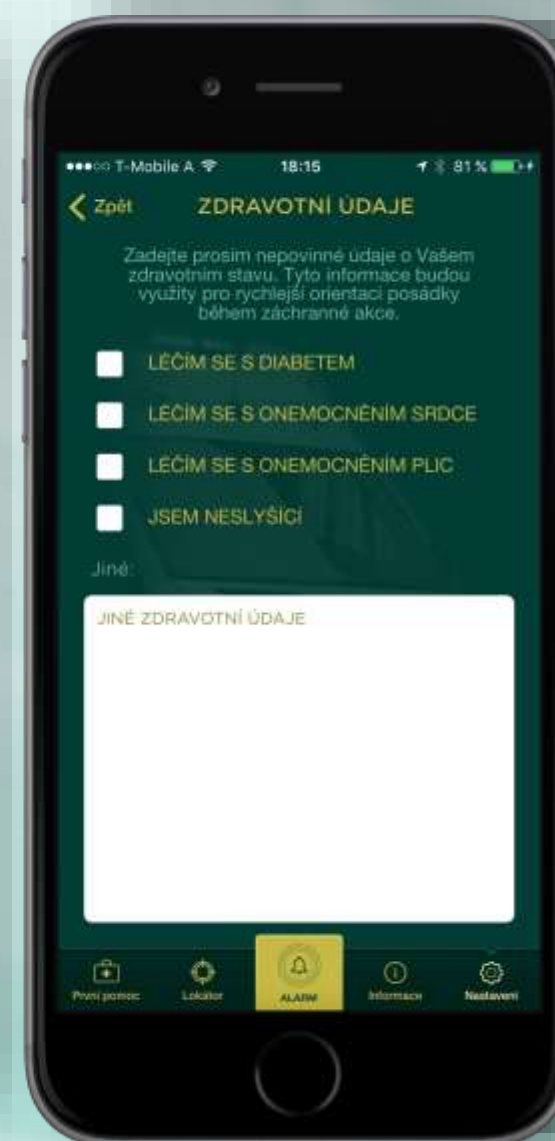 T-Mobile A 18:15 81 %
Zpět ZDRAVOTNÍ ÚDAJE
Zadejte prosím nepovinné údaje o Vašem
zdravotním stavu. Tyto informace budou
využity pro rychlejší orientaci posádky
během záchranné akce.
LÉČÍM SE S DIABETEM
LÉČÍM SE S ONEMOCNĚNÍM SRDCE
LÉČÍM SE S ONEMOCNĚNÍM PLIC
JSEM NESLYŠÍCÍ
Jiné:
JINÉ ZDRAVOTNÍ ÚDAJE
První pomoc Lokátor ALARM Informace Nastavení